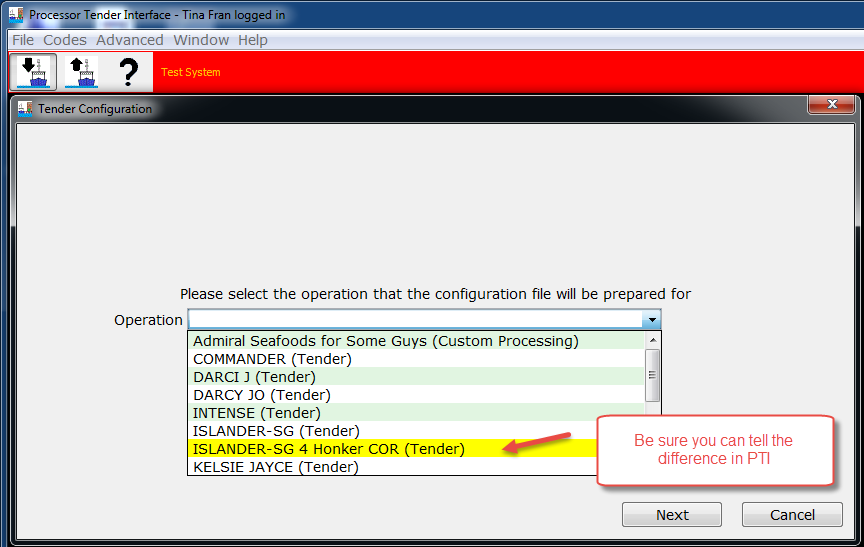 Processor Tender Interface - Tina Fran logged in
File Codes Advanced Window Help
? Test System
Tender Configuration
Please select the operation that the configuration file will be prepared for
Operation
Admiral Seafoods for Some Guys (Custom Processing)
COMMANDER (Tender)
DARCI J (Tender)
DARCY JO (Tender)
INTENSE (Tender)
ISLANDER-SG (Tender)
ISLANDER-SG 4 Honker COR (Tender)
KELSIE JAYCE (Tender)
Be sure you can tell the
difference in PTI
Next Cancel